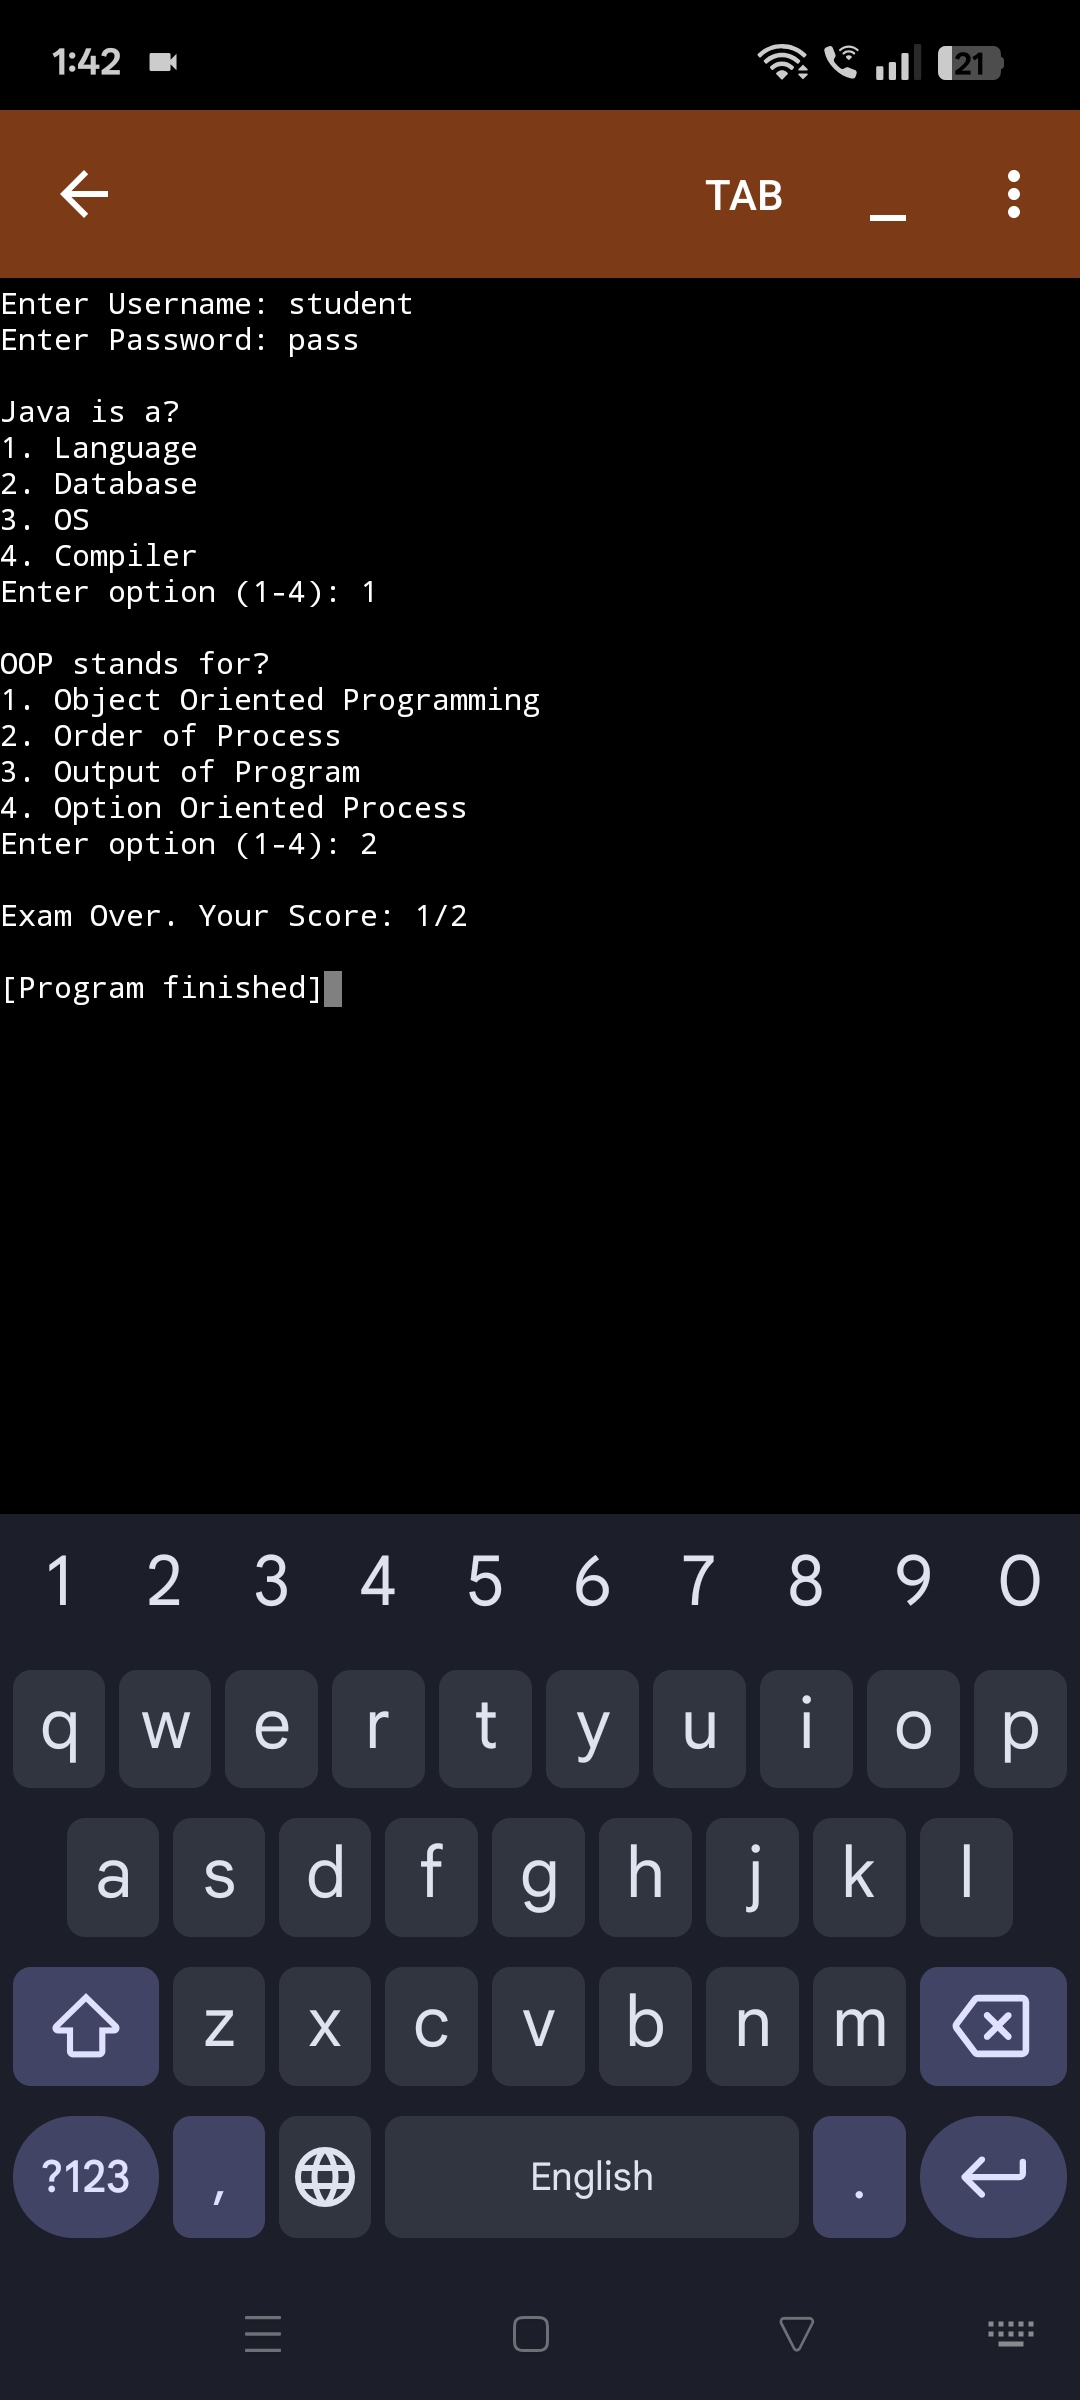 1:42
21
TAB _
Enter Username: student
Enter Password: pass
Java is a?
1. Language
2. Database
3. OS
4. Compiler
Enter option (1-4): 1
OOP stands for?
1. Object Oriented Programming
2. Order of Process
3. Output of Program
4. Option Oriented Process
Enter option (1-4): 2
Exam Over. Your Score: 1/2
[Program finished]
1 2 3 4 5 6 7 8 9 0
q w e r t y u i o p
a s d f g h j k l
z x c v b n m
?123 , English .